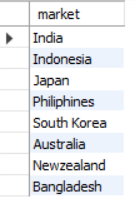 market
India
Indonesia
Japan
Philiphines
South Korea
Australia
Newzealand
Bangladesh